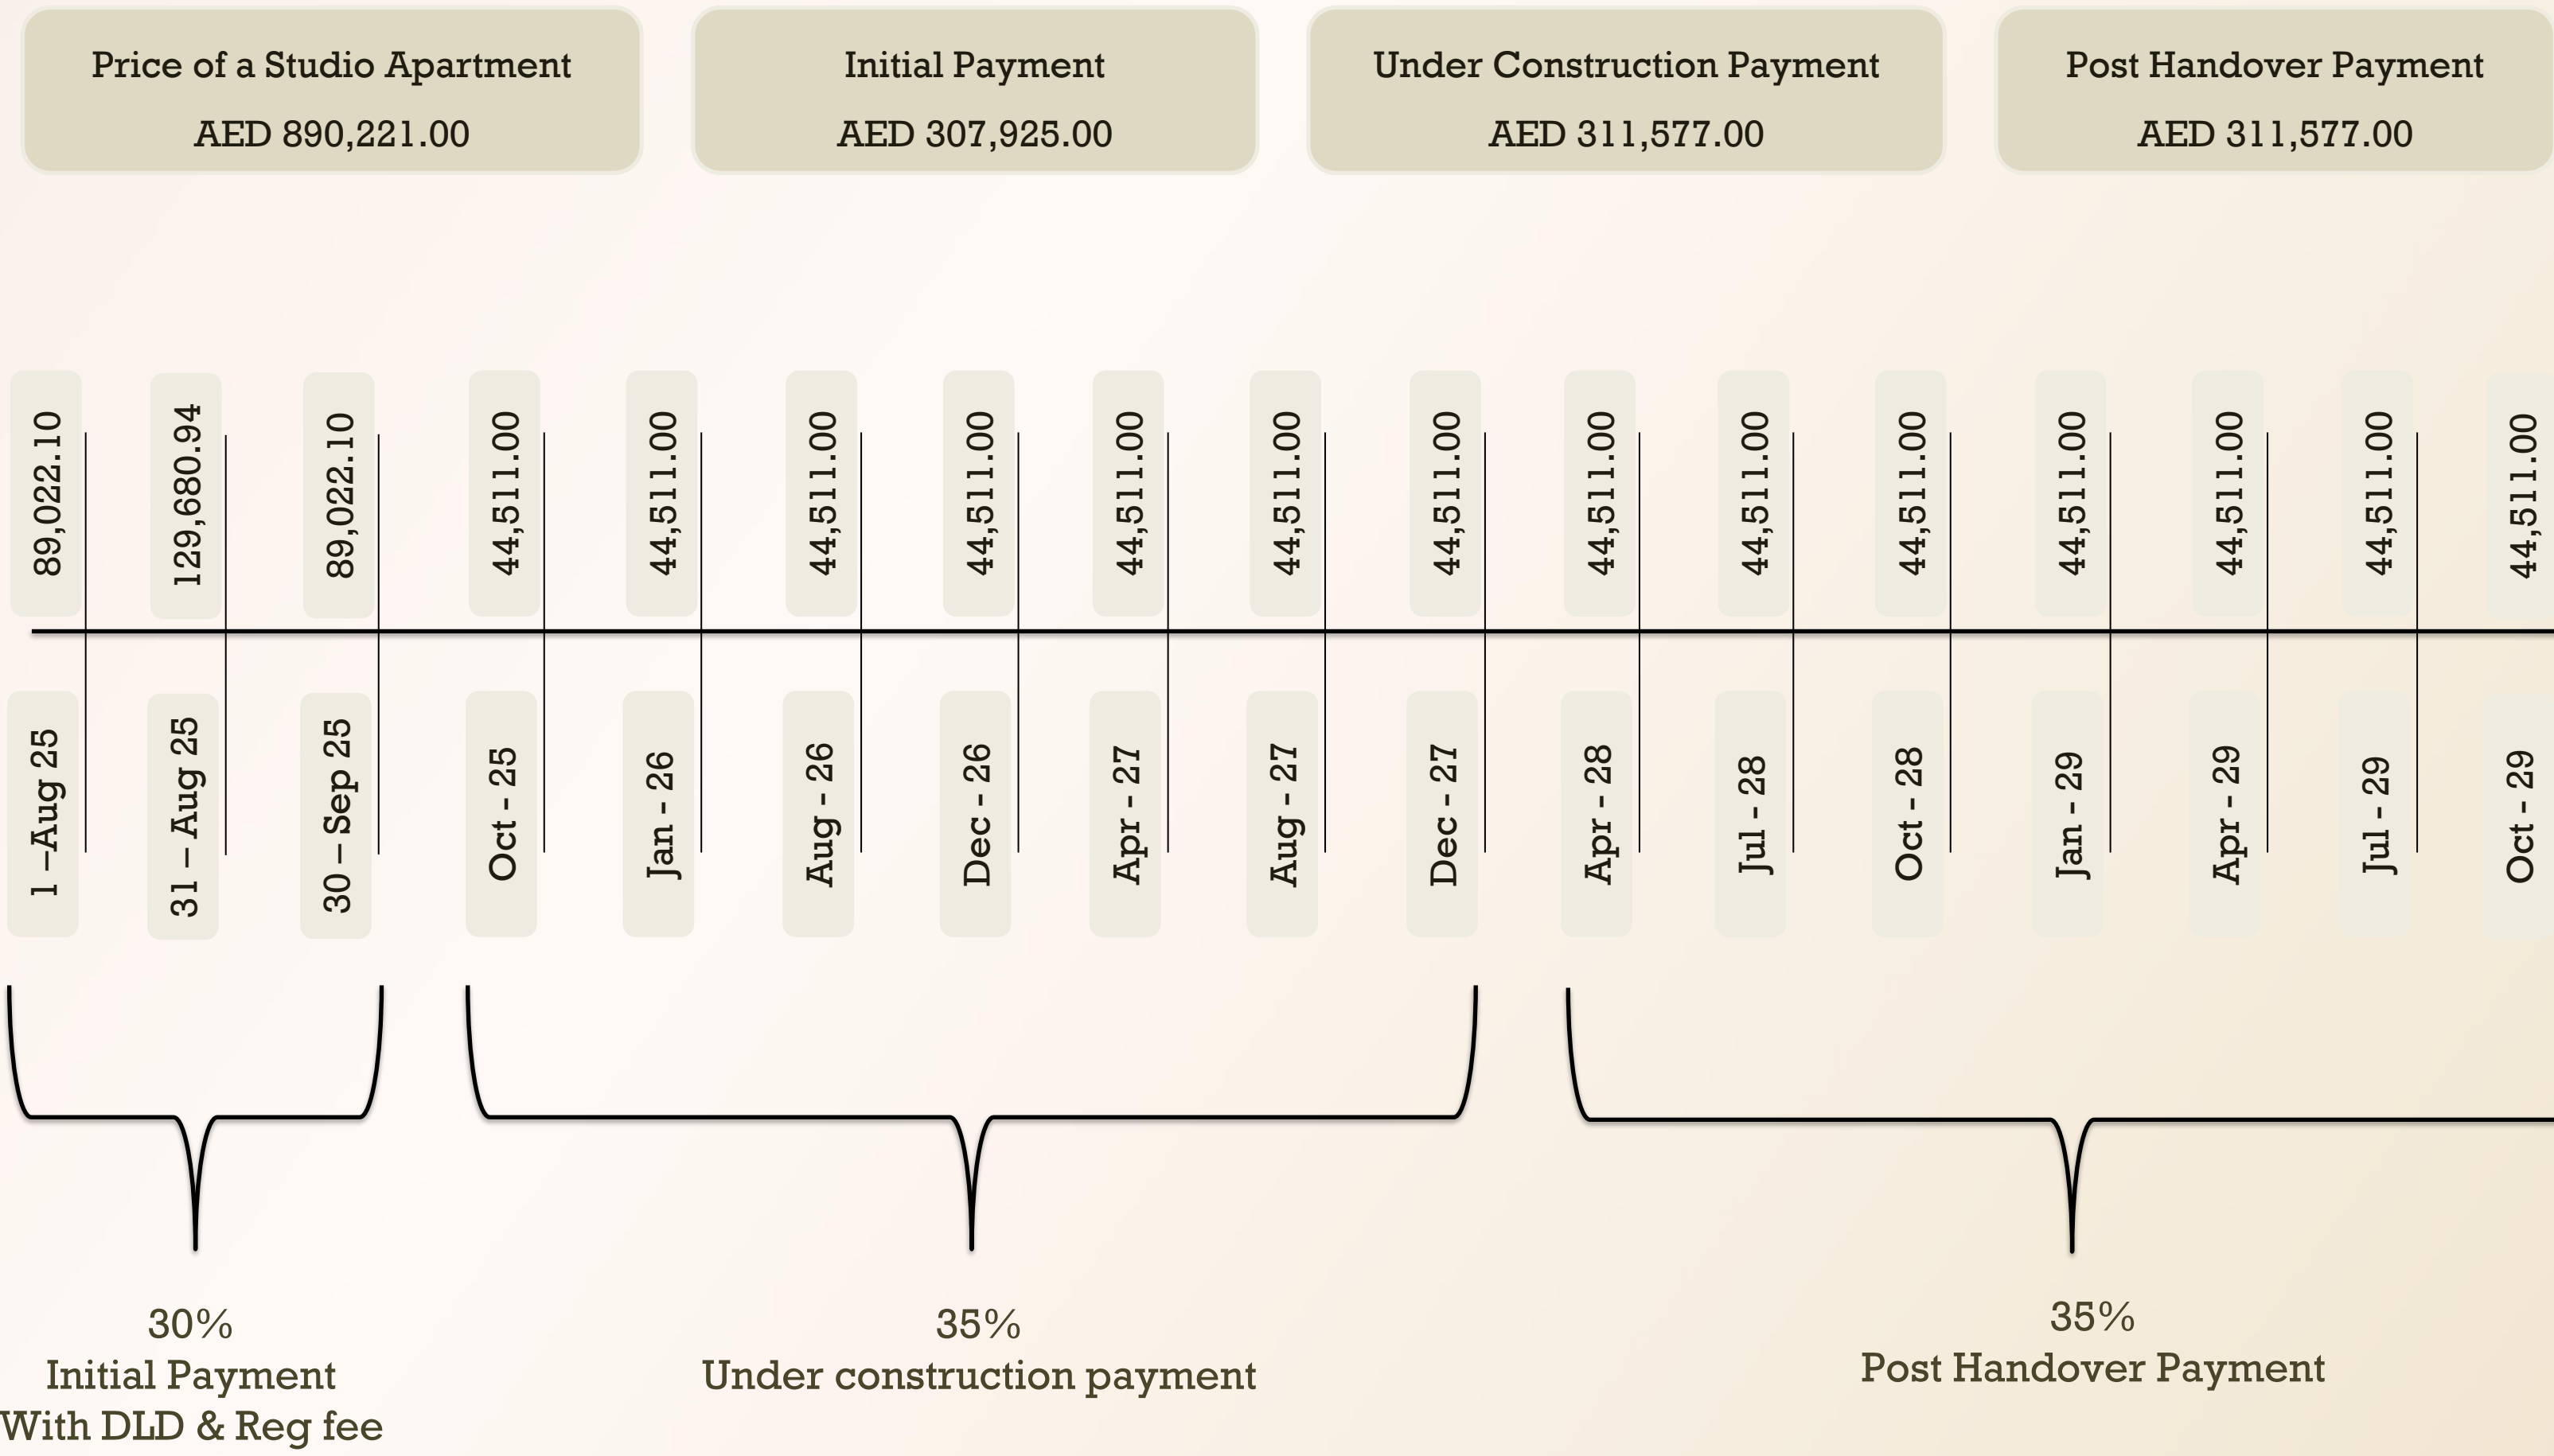 Price of a Studio Apartment
AED 890,221.00
Initial Payment
AED 307,925.00
Under Construction Payment
AED 311,577.00
Post Handover Payment
AED 311,577.00
89,022.10
129,680.94
89,022.10
44,511.00
44,511.00
44,511.00
44,511.00
44,511.00
44,511.00
44,511.00
44,511.00
44,511.00
44,511.00
44,511.00
44,511.00
44,511.00
44,511.00
1 –Aug 25
31 – Aug 25
30 – Sep 25
Oct - 25
Jan - 26
Aug - 26
Dec - 26
Apr - 27
Aug - 27
Dec - 27
Apr - 28
Jul - 28
Oct - 28
Jan - 29
Apr - 29
Jul - 29
Oct - 29
30%
Initial Payment
With DLD & Reg fee
35%
Under construction payment
35%
Post Handover Payment